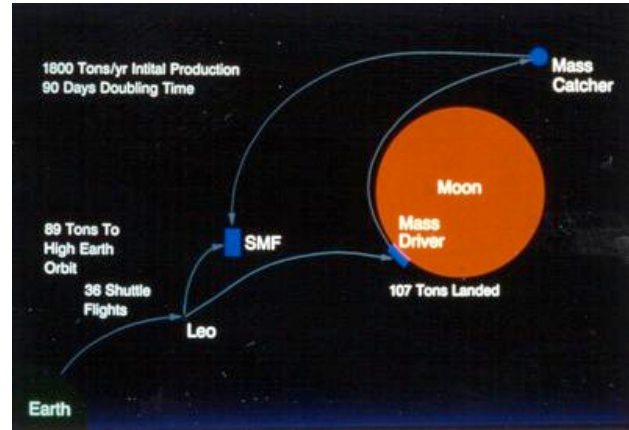 1800 Tons/yr Intital Production
90 Days Doubling Time
Mass
Catcher
Moon
Mass
Driver
89 Tons To
High Earth
Orbit
SMF
36 Shuttle
Flights
107 Tons Landed
Leo
Earth